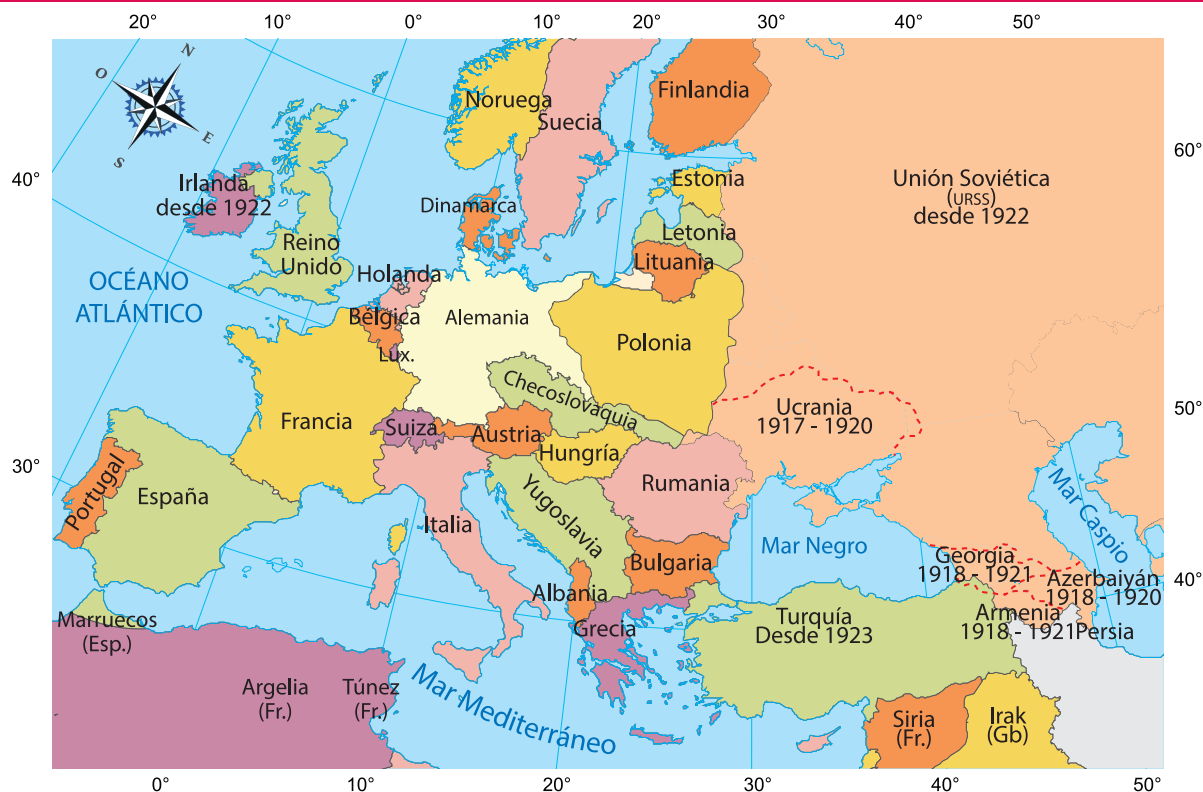 20° 10° 0° 10° 20° 30° 40° 50°
N
O
E
S
Noruega
Suecia
Finlandia
60°
40°
Irlanda
desde 1922
Estonia
Unión Soviética
(URSS)
desde 1922
Dinamarca
Letonia
Reino
Unido
Holanda
Lituania
OCÉANO
ATLÁNTICO
Bélgica
Alemania
Lux.
Polonia
Checoslovaquia
Francia
Suiza
Austria
Ucrania
1917 - 1920
50°
Hungría
30°
Portugal
España
Rumania
Yugoslavia
Italia
Mar Caspio
Mar Negro
Bulgaria
Georgia
1918 - 1921
Azerbaiyán
1918 - 1920
40°
Albania
Marruecos
(Esp.)
Grecia
Turquía
Desde 1923
Armenia
1918 - 1921
Persia
Argelia
(Fr.)
Túnez
(Fr.)
Mar Mediterráneo
Siria
(Fr.)
Irak
(Gb)
0° 10° 20° 30° 40° 50°